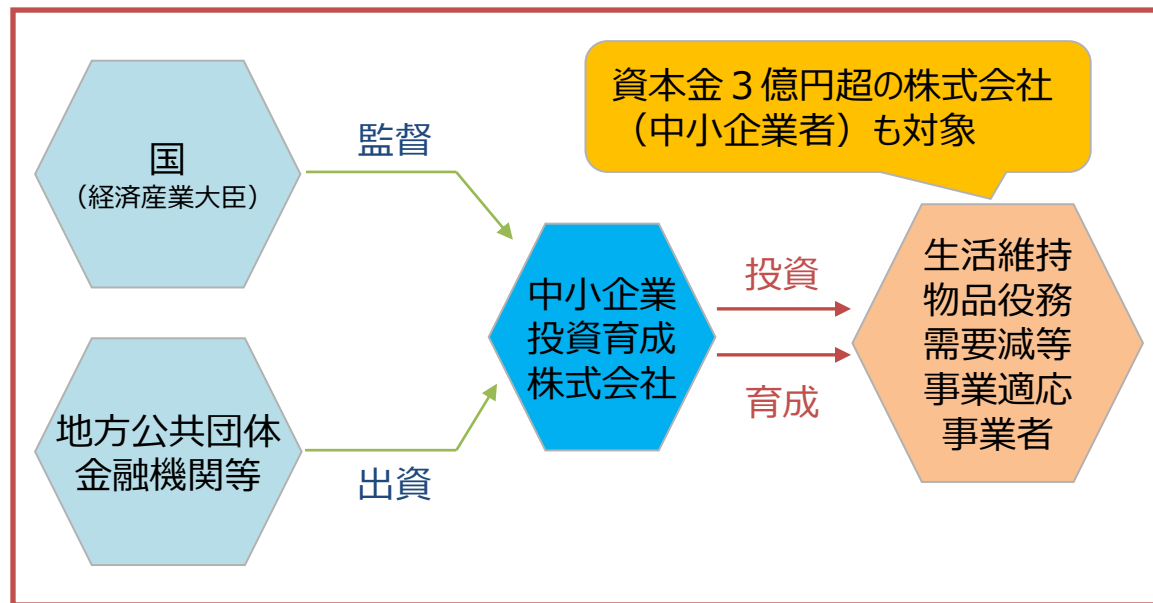 資本金３億円超の株式会社
（中小企業者）も対象
国
（経済産業大臣）
監督
中小企業
投資育成
株式会社
投資
育成
生活維持
物品役務
需要減等
事業適応
事業者
地方公共団体
金融機関等
出資